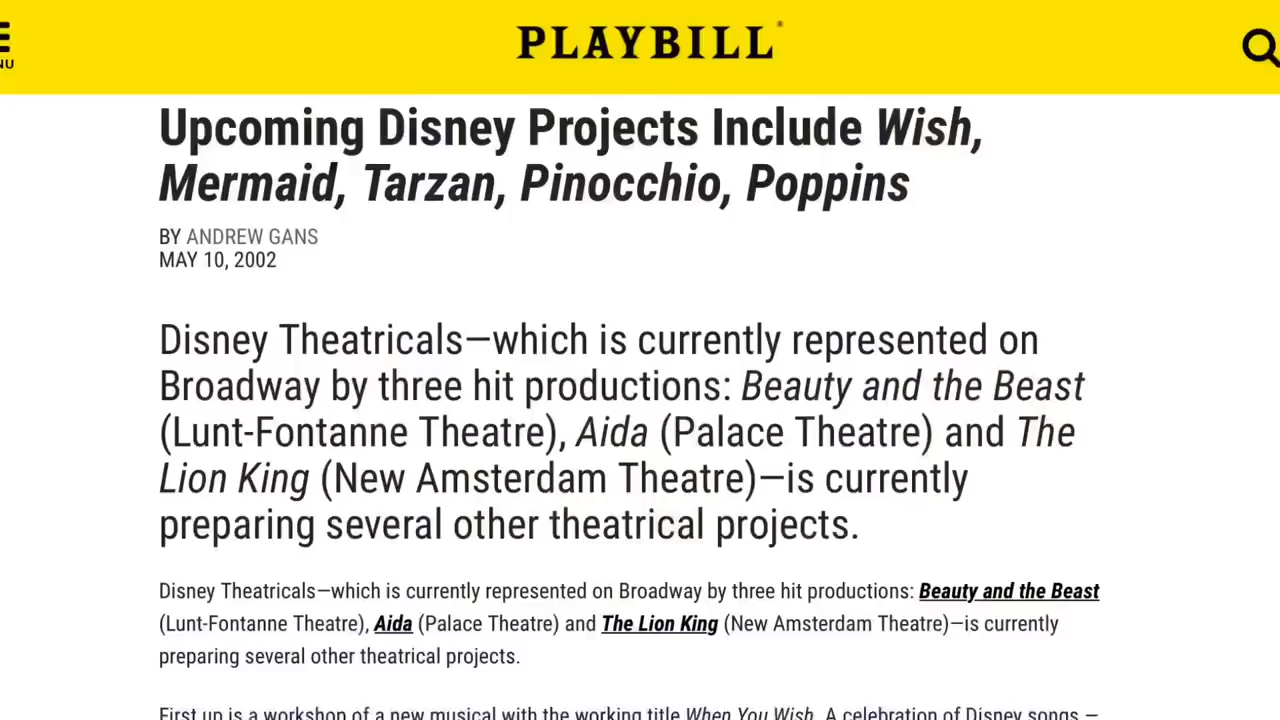 PLAYBILL®
NU
Upcoming Disney Projects Include Wish,
Mermaid, Tarzan, Pinocchio, Poppins
BY ANDREW GANS
MAY 10, 2002
Disney Theatricals—which is currently represented on
Broadway by three hit productions: Beauty and the Beast
(Lunt-Fontanne Theatre), Aida (Palace Theatre) and The
Lion King (New Amsterdam Theatre)—is currently
preparing several other theatrical projects.
Disney Theatricals—which is currently represented on Broadway by three hit productions: Beauty and the Beast
(Lunt-Fontanne Theatre), Aida (Palace Theatre) and The Lion King (New Amsterdam Theatre)—is currently
preparing several other theatrical projects.
First up is a workshop of a new musical with the working title When You Wish. A celebration of Disney songs —